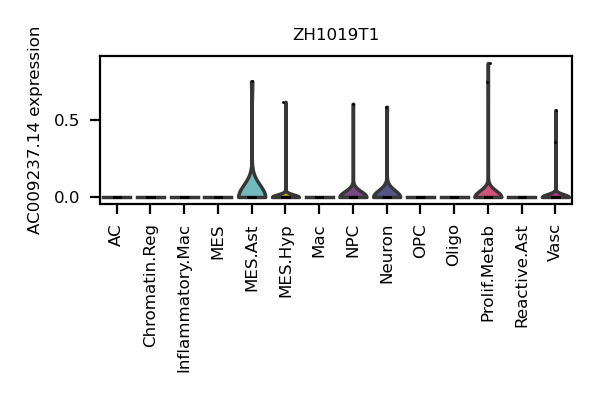 ZH1019T1
AC009237.14 expression
0.5
0.0
AC
Chromatin.Reg
Inflammatory.Mac
MES
MES.Ast
MES.Hyp
Mac
NPC
Neuron
OPC
Oligo
Prolif.Metab
Reactive.Ast
Vasc